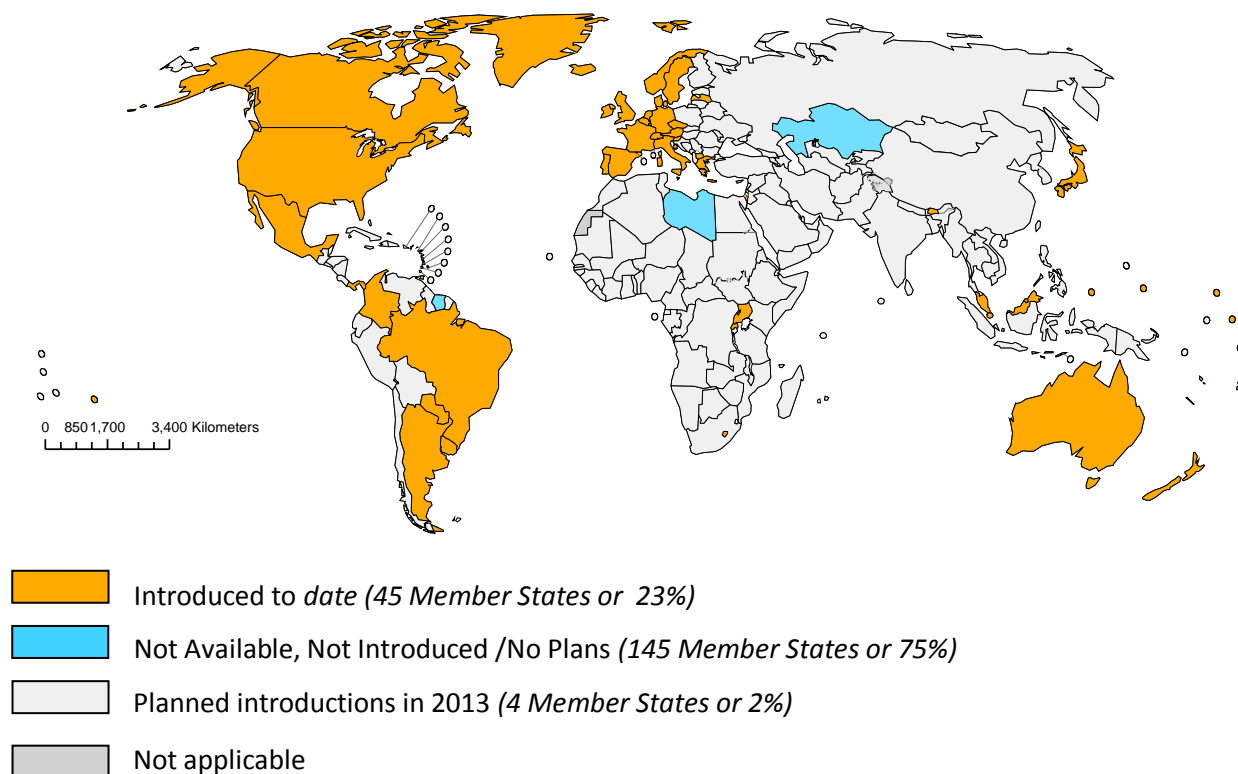 0 850 1,700 3,400 Kilometers
Introduced to date (45 Member States or 23%)
Not Available, Not Introduced /No Plans (145 Member States or 75%)
Planned introductions in 2013 (4 Member States or 2%)
Not applicable